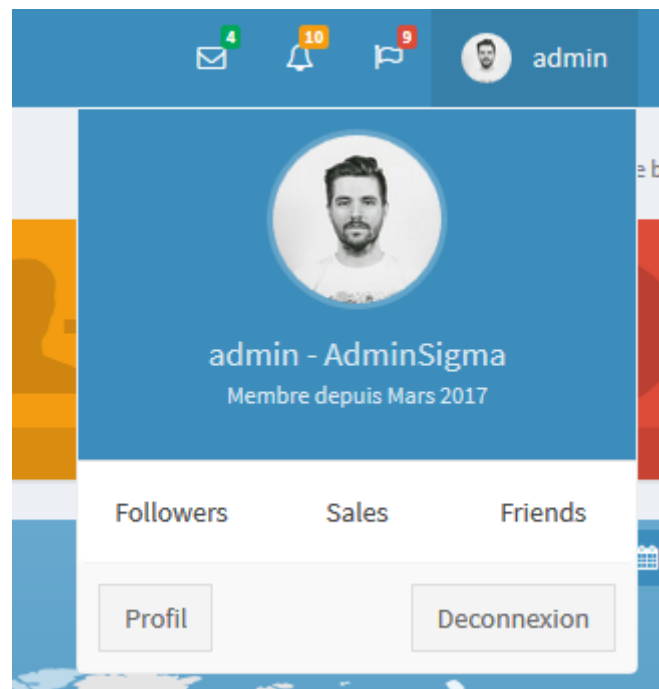 4 10 9 admin
e b
admin - AdminSigma
Membre depuis Mars 2017
Followers Sales Friends
Profil Deconnexion